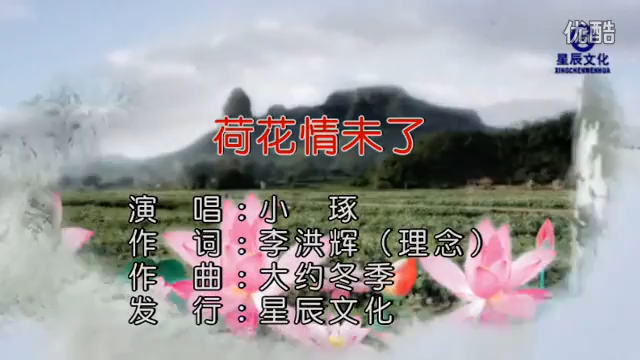 优酷
星辰文化
XINGCHENWENHUA
荷花情未了
演 唱：小 琢
作 词：李洪辉（理念）
作 曲：大约冬季
发 行：星辰文化